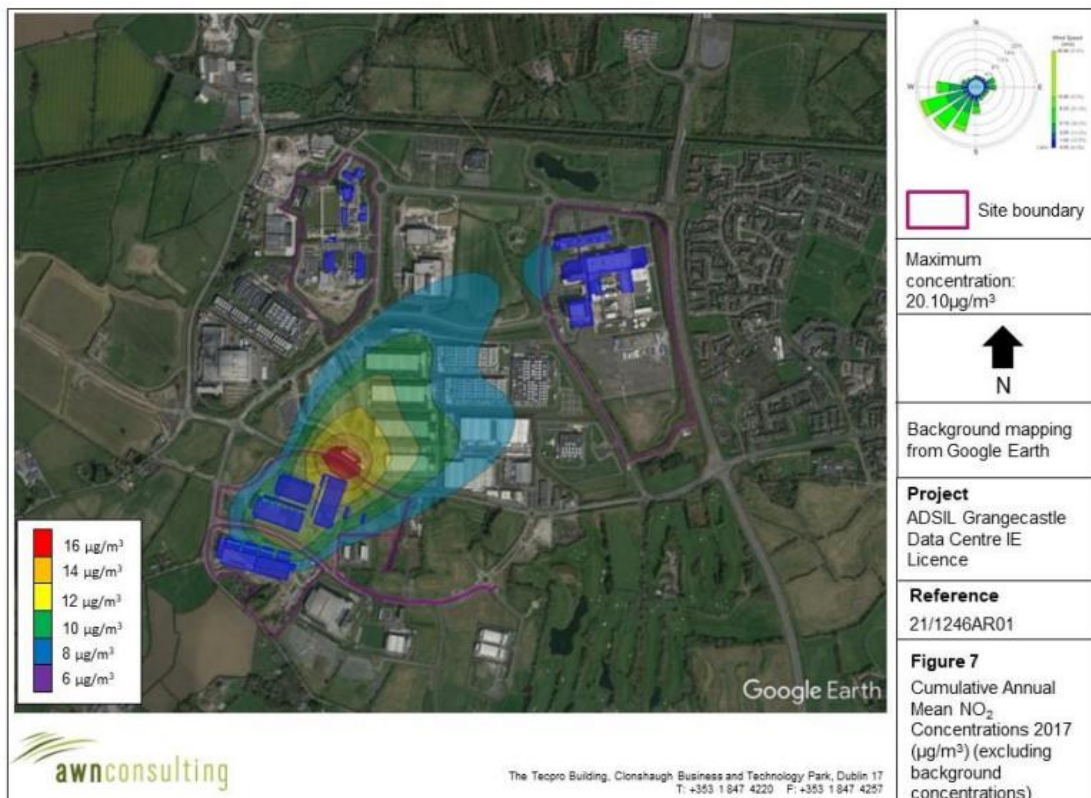 N
W
E
S
Site boundary
Maximum
concentration:
20.10µg/m³
N
Background mapping
from Google Earth
Project
ADSIL Grangecastle
Data Centre IE
Licence
Reference
21/1246AR01
Figure 7
Cumulative Annual
Mean NO₂
Concentrations 2017
(µg/m³) (excluding
background
concentrations)
16 µg/m³
14 µg/m³
12 µg/m³
10 µg/m³
8 µg/m³
6 µg/m³
Google Earth
awnconsulting
The Tecpro Building, Clonshaugh Business and Technology Park, Dublin 17
T: +353 1 847 4220 F: +353 1 847 4257